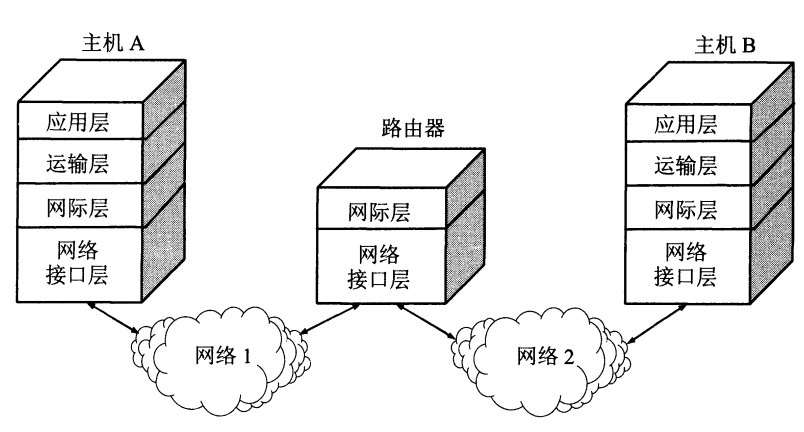 主机 A
应用层
运输层
网际层
网络
接口层
路由器
网际层
网络
接口层
主机 B
应用层
运输层
网际层
网络
接口层
网络 1
网络 2